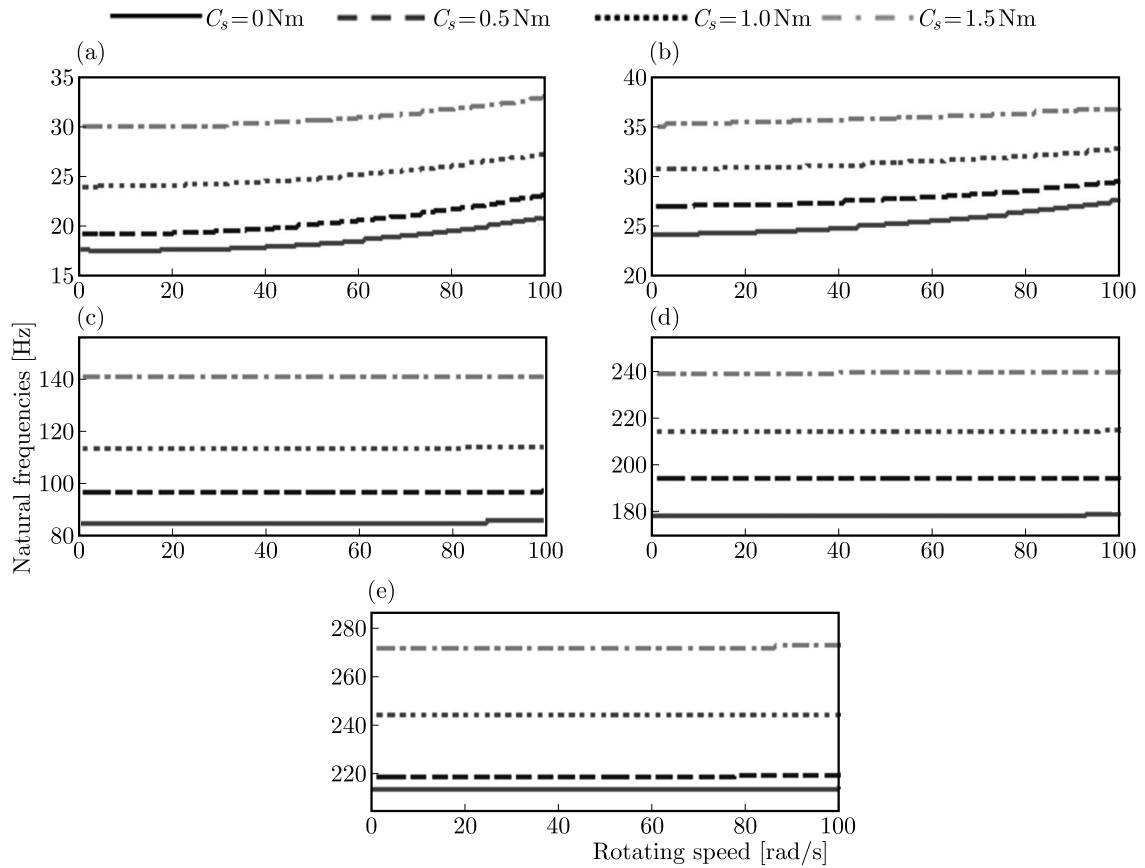 C_s=0 Nm C_s=0.5 Nm C_s=1.0 Nm C_s=1.5 Nm
(a) (b)
35 40
30 35
25 30
20 25
15 20
0 20 40 60 80 100 0 20 40 60 80 100
(c) (d)
140 240
120 220
100 200
80 180
0 20 40 60 80 100 0 20 40 60 80 100
Natural frequencies [Hz]
(e)
280
260
240
220
0 20 40 60 80 100
Rotating speed [rad/s]